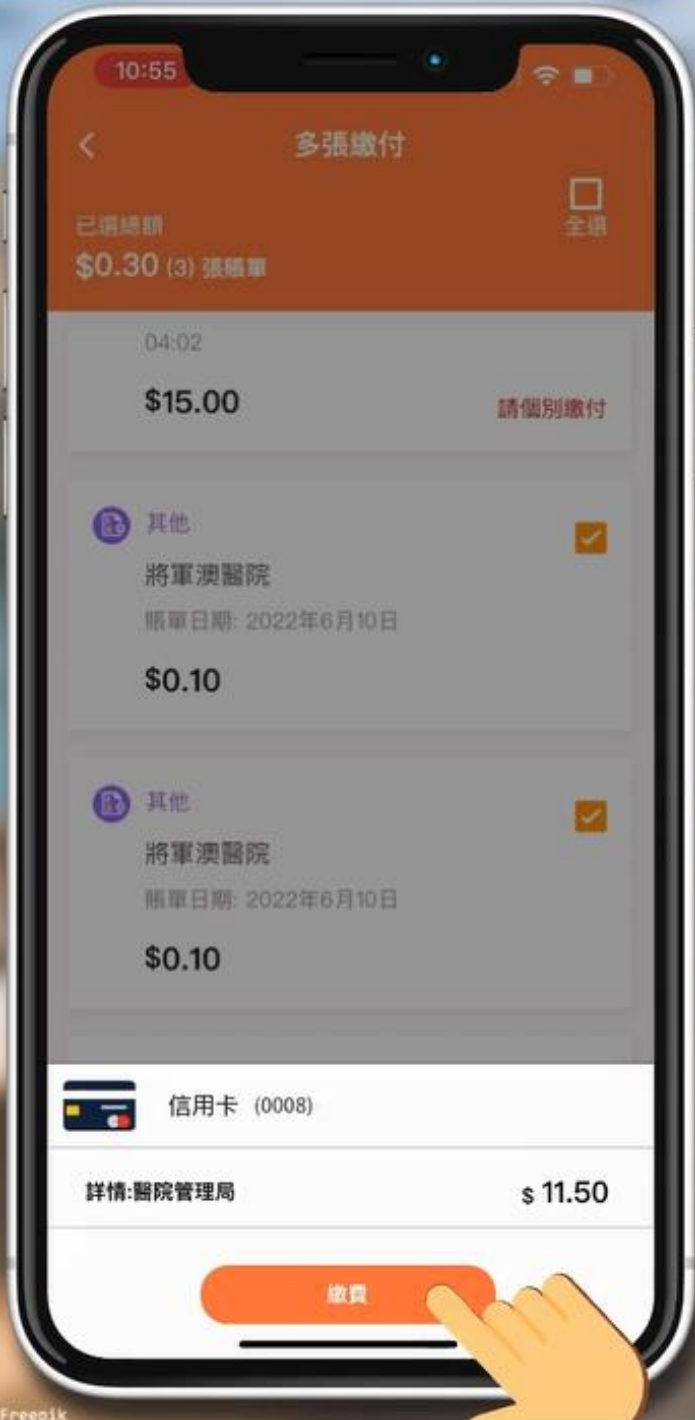 10:55
多張繳付
已選總額
全選
$0.30 (3) 張賬單
04:02
$15.00
請個別繳付
其他
將軍澳醫院
賬單日期: 2022年6月10日
$0.10
其他
將軍澳醫院
賬單日期: 2022年6月10日
$0.10
信用卡 (0008)
詳情:醫院管理局
$ 11.50
繳費
Freepik